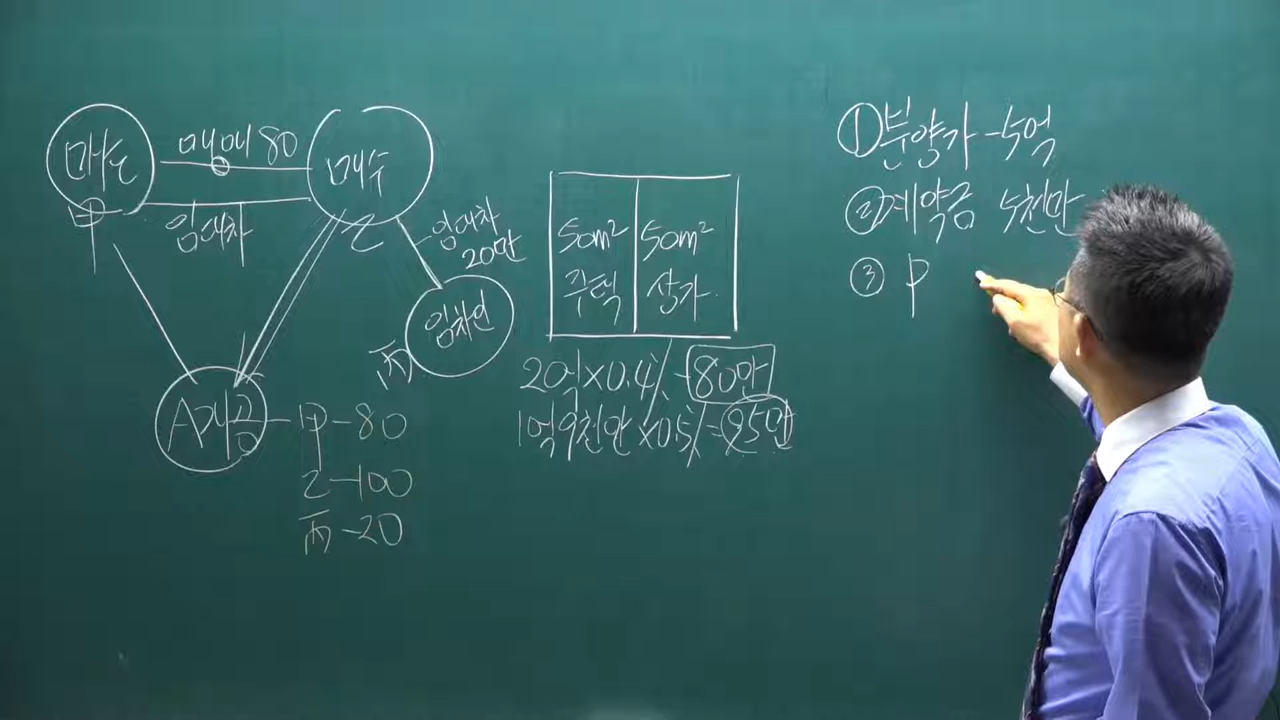 매도
매매 80
매수
甲
임대차
乙
임대차
20만
임차인
丙
A개공
甲-80
乙-100
丙-20
50m²
주택
50m²
상가
20억×0.4%=80만
1억9천만×0.5%=95만
①분양가-5억
②계약금 5천만
③ P